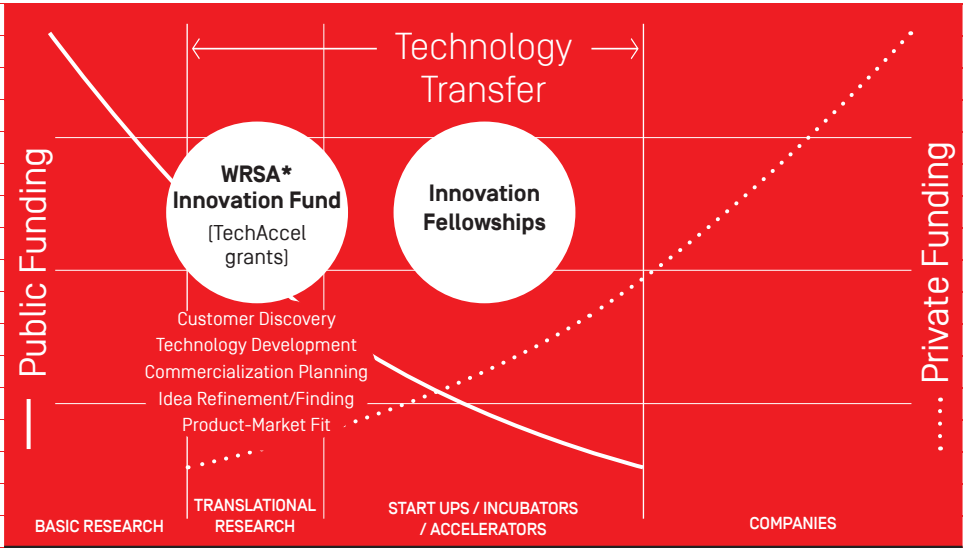 Technology
Transfer
Public Funding
WRSA*
Innovation Fund
(TechAccel
grants)
Innovation
Fellowships
Private Funding
Customer Discovery
Technology Development
Commercialization Planning
Idea Refinement/Finding
Product-Market Fit
BASIC RESEARCH
TRANSLATIONAL
RESEARCH
START UPS / INCUBATORS
/ ACCELERATORS
COMPANIES